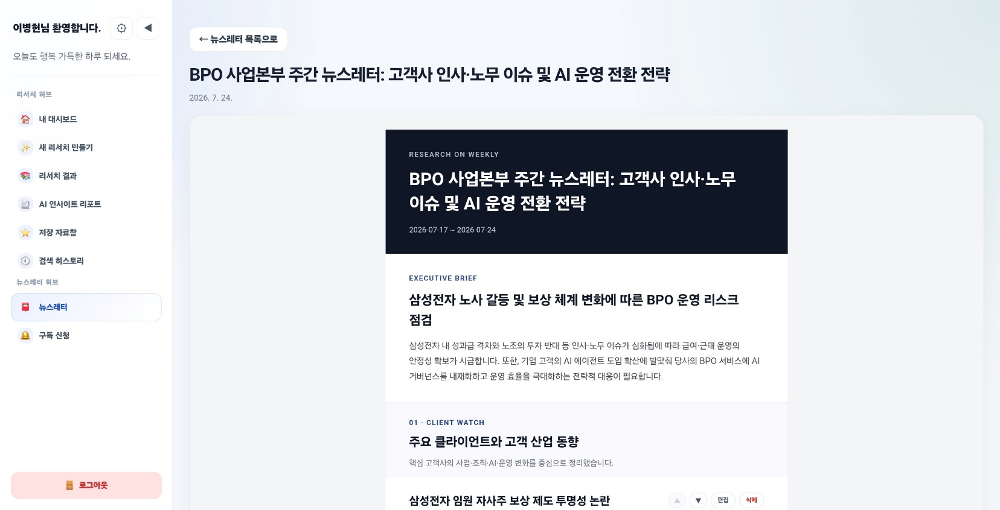 이병헌님 환영합니다.
오늘도 행복 가득한 하루 되세요.
리서치 허브
내 대시보드
새 리서치 만들기
리서치 결과
AI 인사이트 리포트
저장 자료함
검색 히스토리
뉴스레터 허브
뉴스레터
구독 신청
로그아웃
← 뉴스레터 목록으로
BPO 사업본부 주간 뉴스레터: 고객사 인사·노무 이슈 및 AI 운영 전환 전략
2026. 7. 24.
RESEARCH ON WEEKLY
BPO 사업본부 주간 뉴스레터: 고객사 인사·노무
이슈 및 AI 운영 전환 전략
2026-07-17 ~ 2026-07-24
EXECUTIVE BRIEF
삼성전자 노사 갈등 및 보상 체계 변화에 따른 BPO 운영 리스크
점검
삼성전자 내 성과급 격차와 노조의 투자 반대 등 인사·노무 이슈가 심화됨에 따라 급여·근태 운영의
안정성 확보가 시급합니다. 또한, 기업 고객의 AI 에이전트 도입 확산에 발맞춰 당사의 BPO 서비스에 AI
거버넌스를 내재화하고 운영 효율을 극대화하는 전략적 대응이 필요합니다.
01 · CLIENT WATCH
주요 클라이언트와 고객 산업 동향
핵심 고객사의 사업·조직·AI·운영 변화를 중심으로 정리했습니다.
삼성전자 임원 자사주 보상 제도 투명성 논란
▲ ▼ 편집 삭제